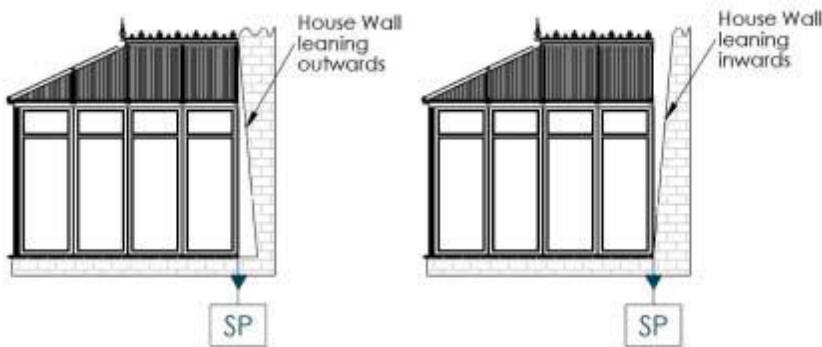 House Wall
leaning
outwards
House Wall
leaning
inwards
SP
SP